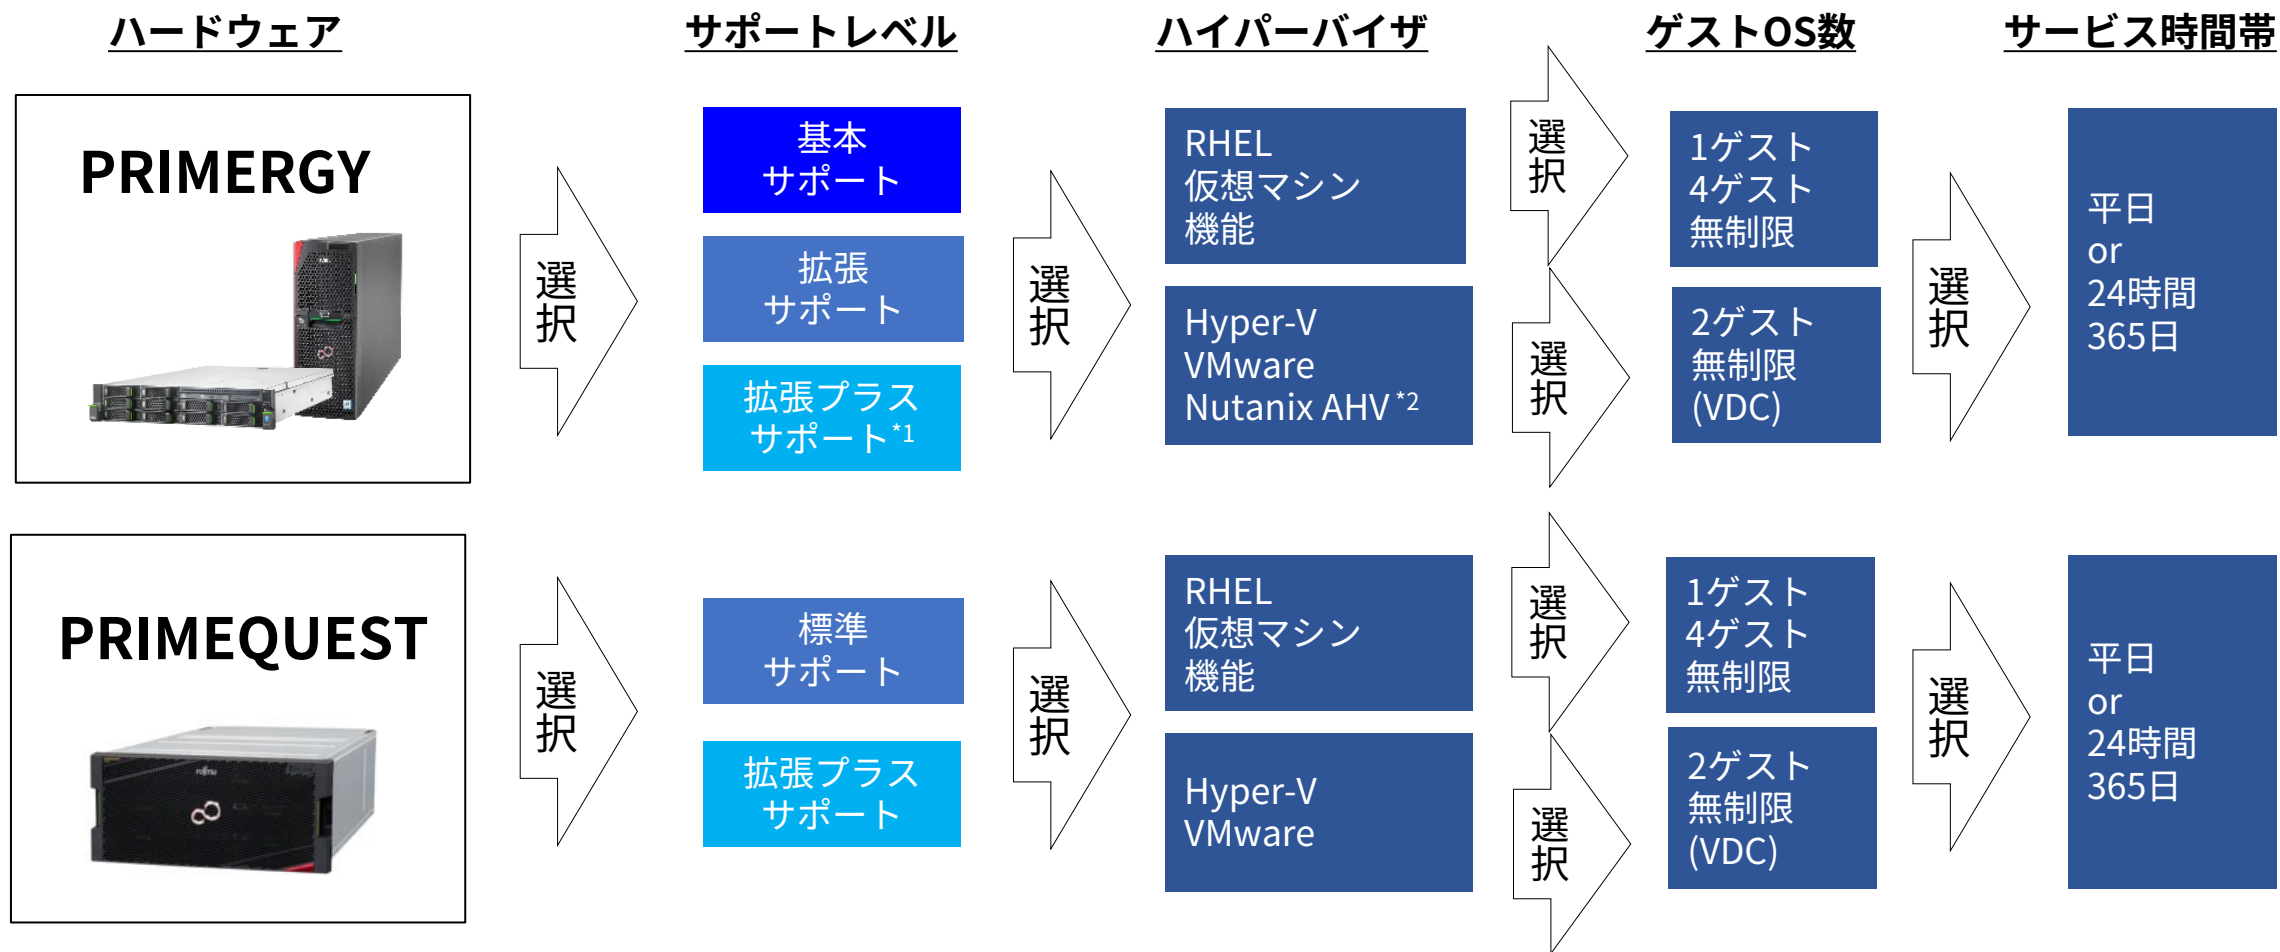 ハードウェア
サポートレベル
ハイパーバイザ
ゲストOS数
サービス時間帯
PRIMERGY
選択
基本
サポート
拡張
サポート
拡張プラス
サポート*1
選択
RHEL
仮想マシン
機能
Hyper-V
VMware
Nutanix AHV *2
選択
選択
1ゲスト
4ゲスト
無制限
2ゲスト
無制限
(VDC)
選択
平日
or
24時間
365日
PRIMEQUEST
FUJITSU
選択
標準
サポート
拡張プラス
サポート
選択
RHEL
仮想マシン
機能
Hyper-V
VMware
選択
選択
1ゲスト
4ゲスト
無制限
2ゲスト
無制限
(VDC)
選択
平日
or
24時間
365日